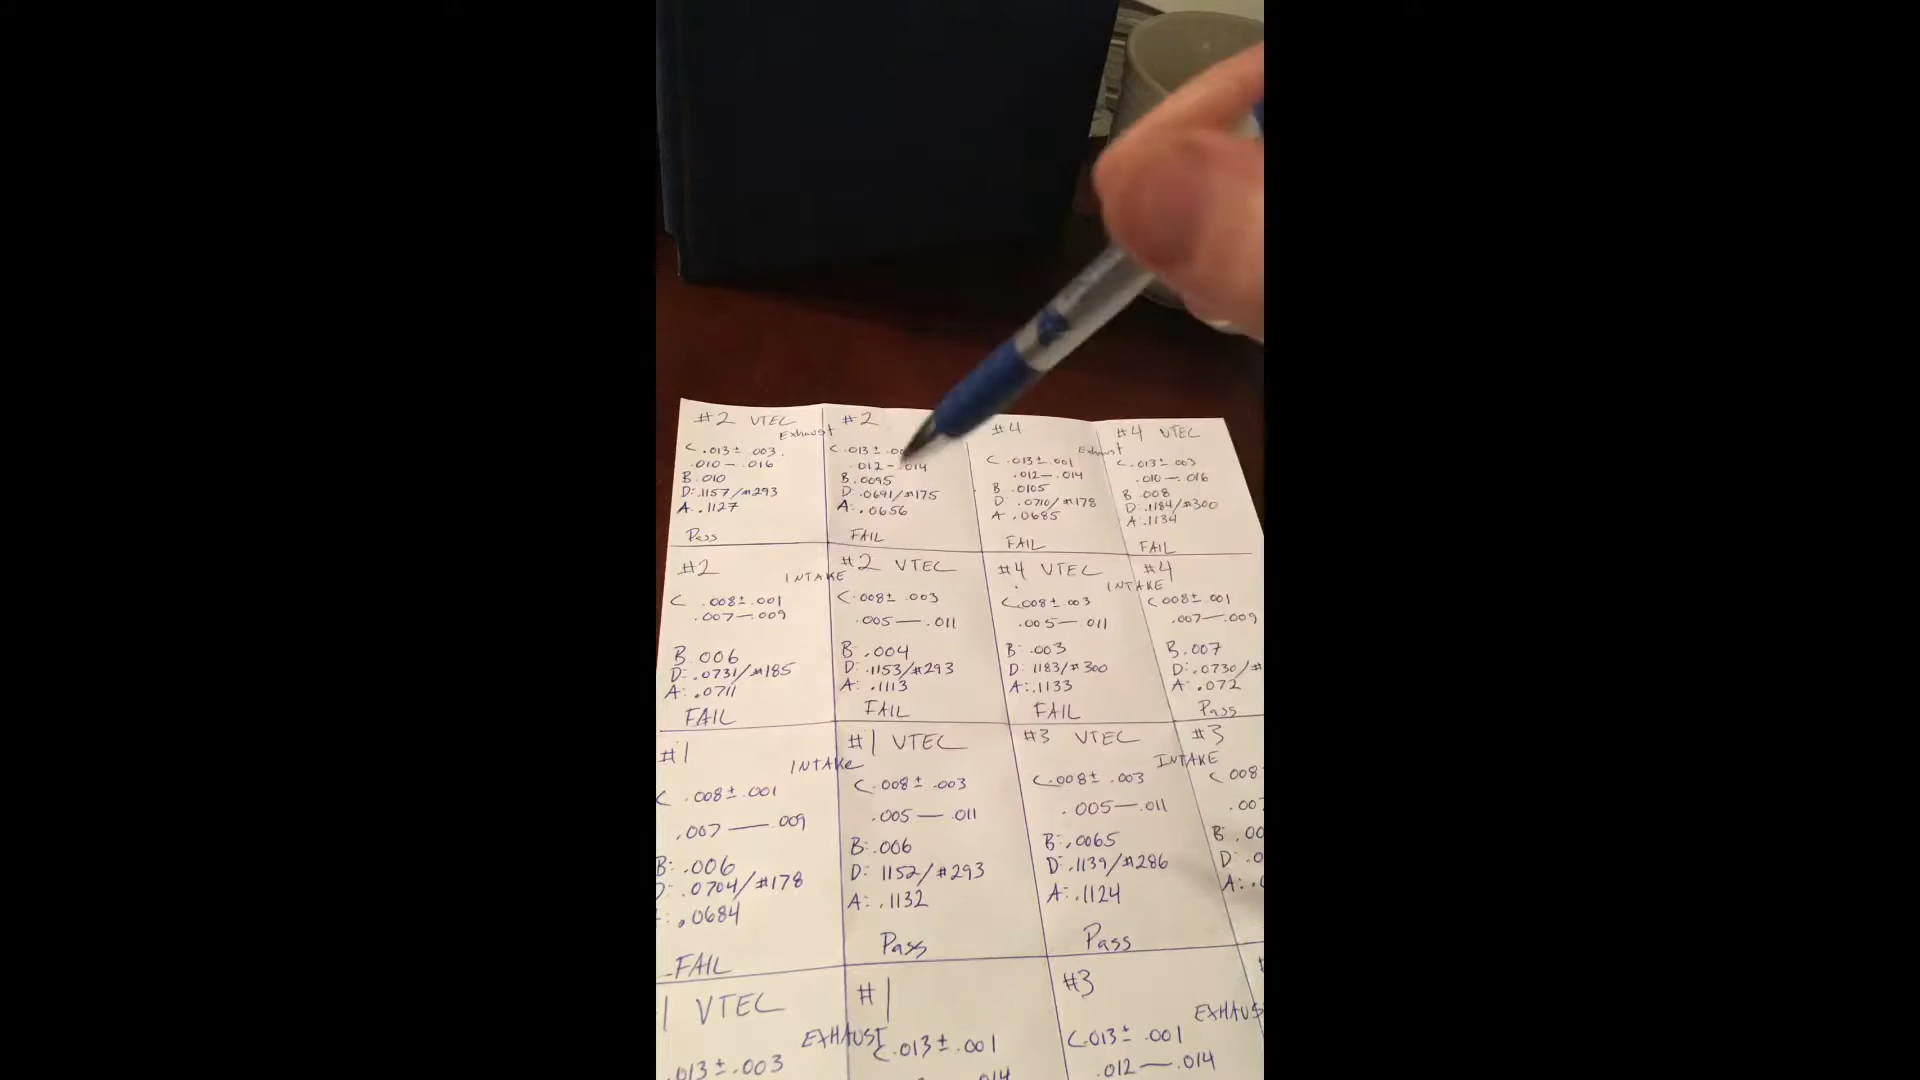 #2 VTEC
Exhaust
C .013 ± .003
.010 — .016
B .010
D: .1157/#293
A: .1127
Pass
#2
C .013 ±
.012 — .014
B .0095
D: .0691/#175
A: .0656
FAIL
#4
C .013 ± .001
.012 — .014
B .0105
D .0710/#178
A .0685
FAIL
#4 VTEC
Exhaust
C .013 ± .003
.010 — .016
B .008
D: .1184/#300
A: .1134
FAIL
#2
INTAKE
C .008 ± .001
.007 — .009
B .006
D: .0731/#185
A: .0711
FAIL
#2 VTEC
C .008 ± .003
.005 — .011
B: .004
D: .1153/#293
A: .1113
FAIL
#4 VTEC
INTAKE
C .008 ± .003
.005 — .011
B: .003
D: 1183/#300
A: .1133
FAIL
#4
C .008 ± .001
.007 — .009
B .007
D: .0730/#
A: .072
Pass
#1
INTAKE
C .008 ± .001
.007 — .009
B: .006
D: .0704/#178
: .0684
FAIL
#1 VTEC
C .008 ± .003
.005 — .011
B: .006
D: 1152/#293
A: .1132
Pass
#3 VTEC
INTAKE
C .008 ± .003
.005 — .011
B: .0065
D: .1139/#286
A: .1124
Pass
#3
C .008
.007
B .00
D: .0
A: .
1 VTEC
EXHAUST
.013 ± .003
#1
C .013 ± .001
.014
#3
EXHAUS
C .013 ± .001
.012 — .014